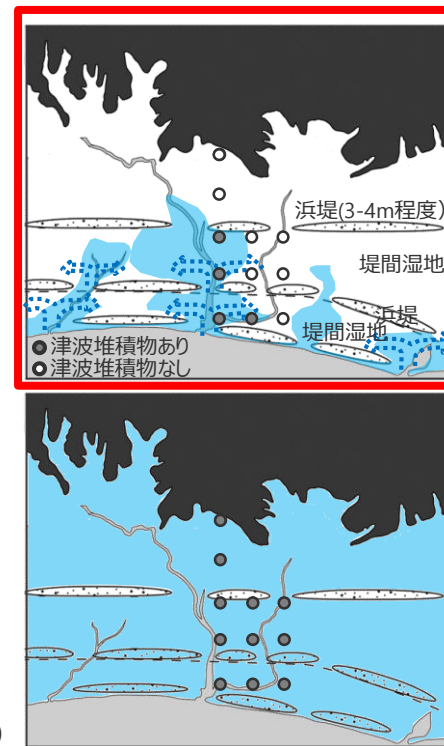 浜堤(3-4m程度)
堤間湿地
浜堤
堤間湿地
津波堆積物あり
津波堆積物なし
)